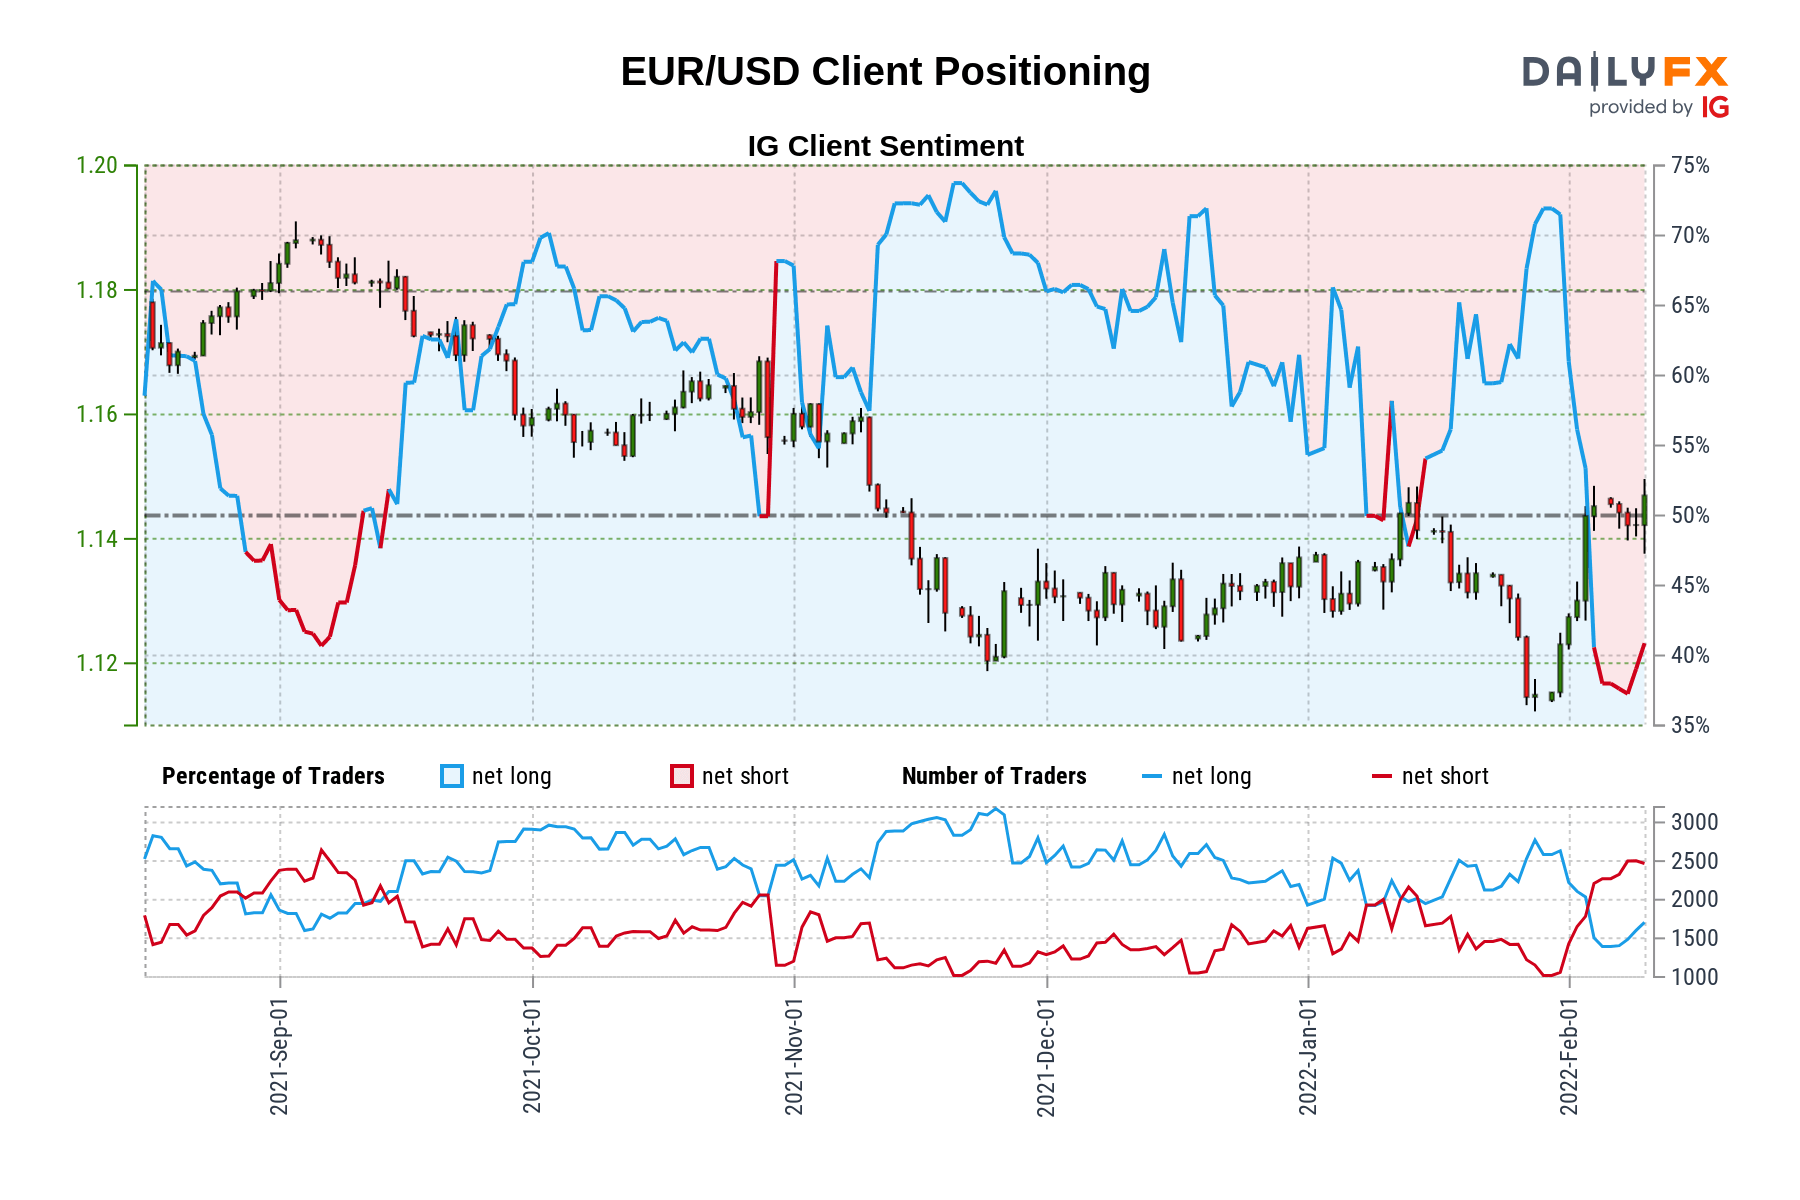 EUR/USD Client Positioning
DAILYFX
provided by IG
IG Client Sentiment
1.20
1.18
1.16
1.14
1.12
75%
70%
65%
60%
55%
50%
45%
40%
35%
Percentage of Traders
net long
net short
Number of Traders
net long
net short
3000
2500
2000
1500
1000
2021-Sep-01
2021-Oct-01
2021-Nov-01
2021-Dec-01
2022-Jan-01
2022-Feb-01